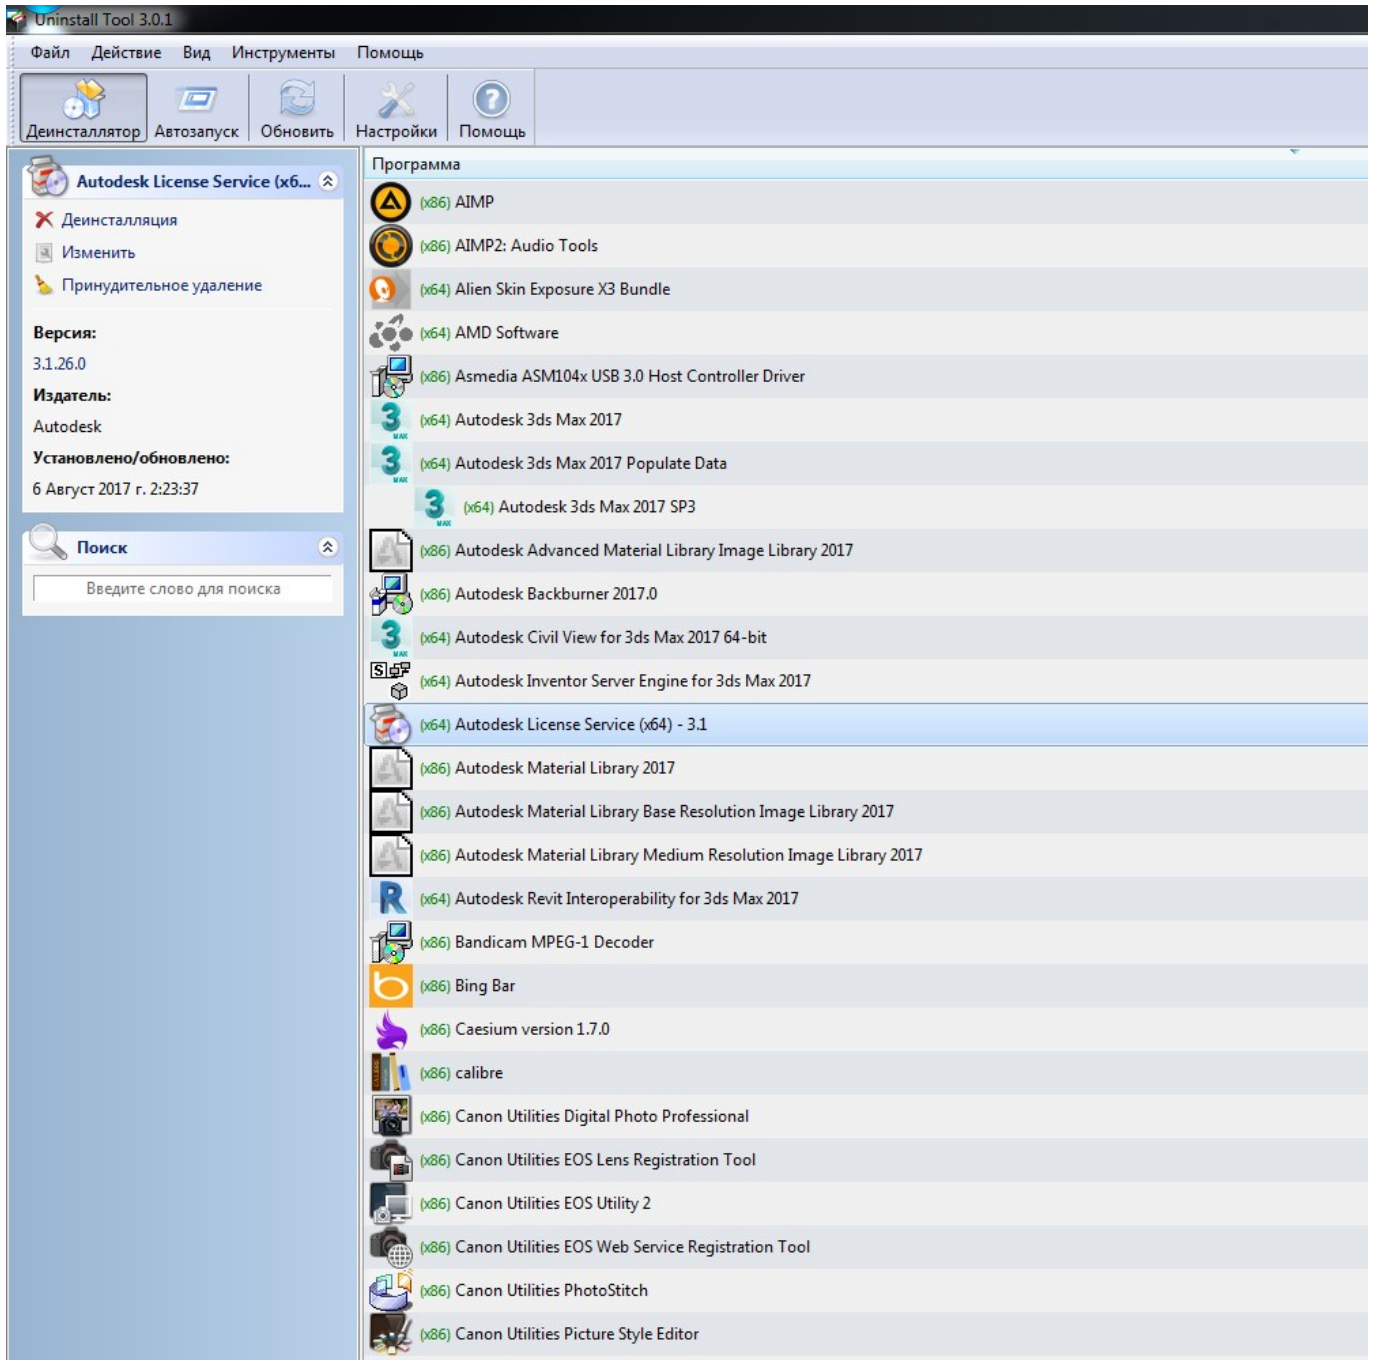 Uninstall Tool 3.0.1
Файл Действие Вид Инструменты Помощь
Деинсталлятор Автозапуск Обновить Настройки Помощь
Autodesk License Service (x6...
Деинсталляция
Изменить
Принудительное удаление
Версия:
3.1.26.0
Издатель:
Autodesk
Установлено/обновлено:
6 Август 2017 г. 2:23:37
Поиск
Введите слово для поиска
Программа
(x86) AIMP
(x86) AIMP2: Audio Tools
(x64) Alien Skin Exposure X3 Bundle
(x64) AMD Software
(x86) Asmedia ASM104x USB 3.0 Host Controller Driver
(x64) Autodesk 3ds Max 2017
(x64) Autodesk 3ds Max 2017 Populate Data
(x64) Autodesk 3ds Max 2017 SP3
(x86) Autodesk Advanced Material Library Image Library 2017
(x86) Autodesk Backburner 2017.0
(x64) Autodesk Civil View for 3ds Max 2017 64-bit
(x64) Autodesk Inventor Server Engine for 3ds Max 2017
(x64) Autodesk License Service (x64) - 3.1
(x86) Autodesk Material Library 2017
(x86) Autodesk Material Library Base Resolution Image Library 2017
(x86) Autodesk Material Library Medium Resolution Image Library 2017
(x64) Autodesk Revit Interoperability for 3ds Max 2017
(x86) Bandicam MPEG-1 Decoder
(x86) Bing Bar
(x86) Caesium version 1.7.0
(x86) calibre
(x86) Canon Utilities Digital Photo Professional
(x86) Canon Utilities EOS Lens Registration Tool
(x86) Canon Utilities EOS Utility 2
(x86) Canon Utilities EOS Web Service Registration Tool
(x86) Canon Utilities PhotoStitch
(x86) Canon Utilities Picture Style Editor